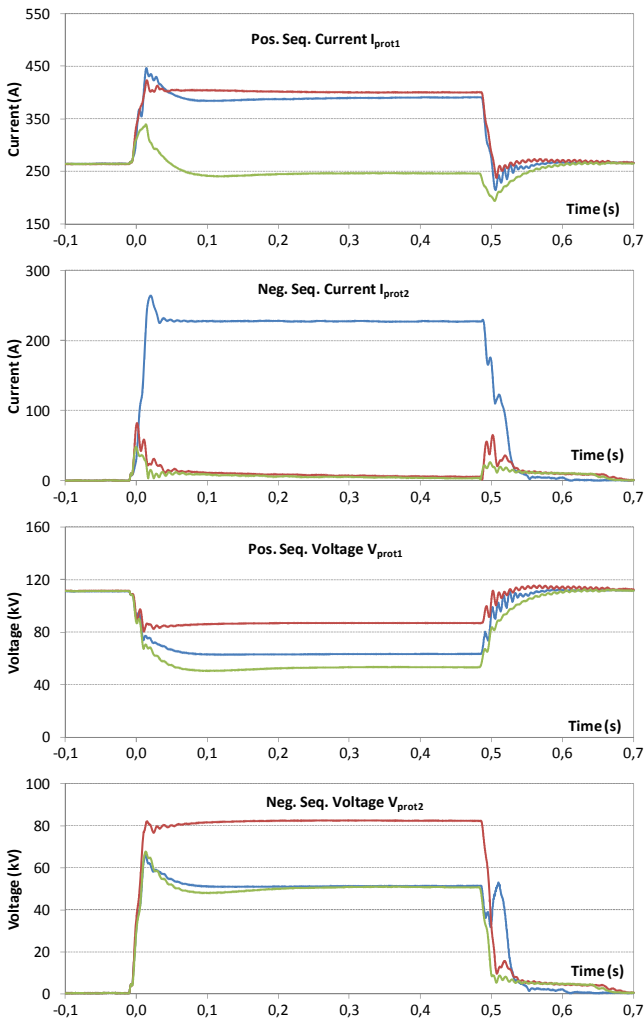 550
Pos. Seq. Current Iprot1
450
350
250
150
Current (A)
Time (s)
-0,1 0,0 0,1 0,2 0,3 0,4 0,5 0,6 0,7
300
Neg. Seq. Current Iprot2
200
100
0
Current (A)
Time (s)
-0,1 0,0 0,1 0,2 0,3 0,4 0,5 0,6 0,7
160
Pos. Seq. Voltage Vprot1
120
80
40
0
Voltage (kV)
Time (s)
-0,1 0,0 0,1 0,2 0,3 0,4 0,5 0,6 0,7
100
Neg. Seq. Voltage Vprot2
80
60
40
20
0
Voltage (kV)
Time (s)
-0,1 0,0 0,1 0,2 0,3 0,4 0,5 0,6 0,7